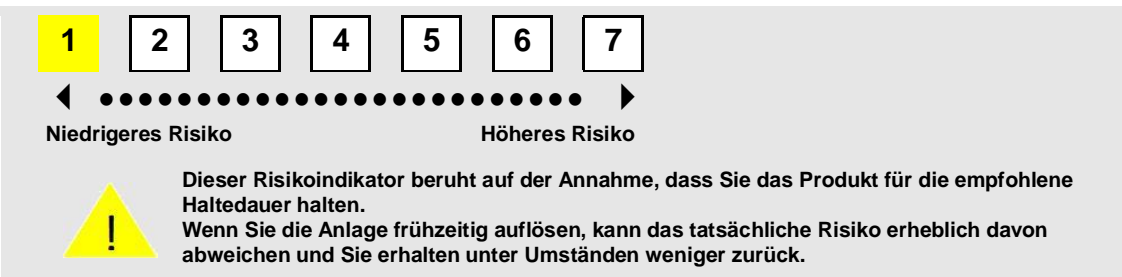 1 2 3 4 5 6 7
Niedrigeres Risiko Höheres Risiko
Dieser Risikoindikator beruht auf der Annahme, dass Sie das Produkt für die empfohlene
Haltedauer halten.
Wenn Sie die Anlage frühzeitig auflösen, kann das tatsächliche Risiko erheblich davon
abweichen und Sie erhalten unter Umständen weniger zurück.
!